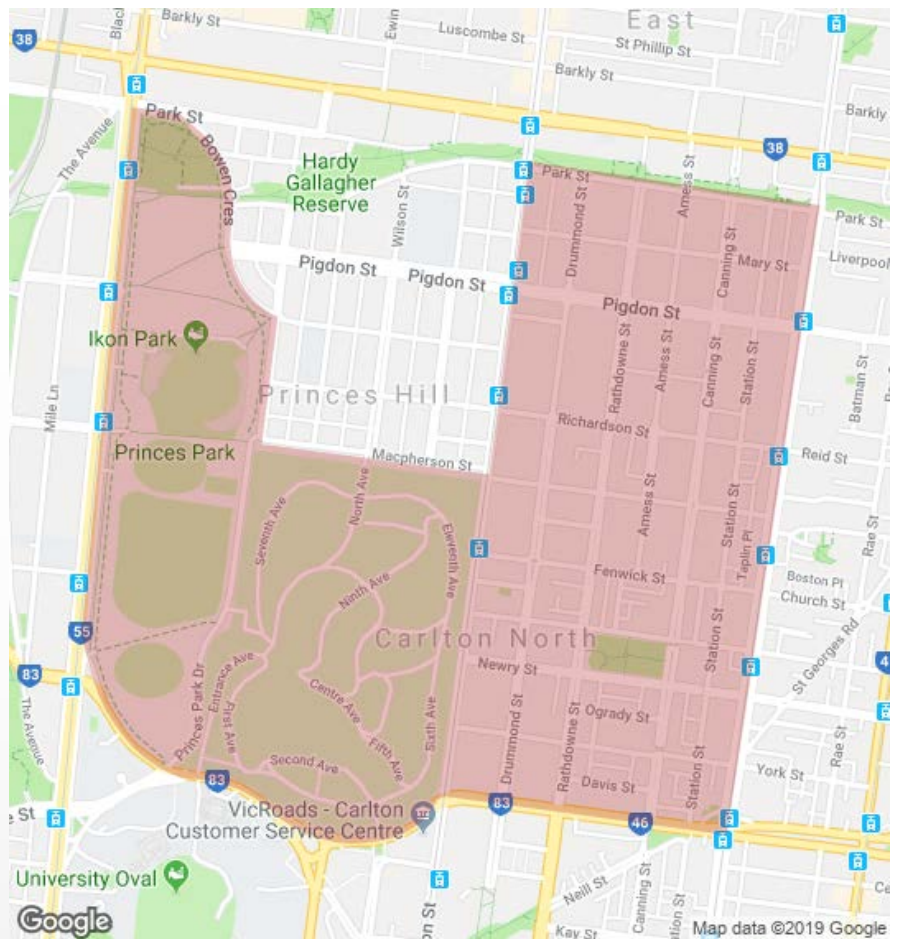 East
38
Barkly St
Luscombe St
St Phillip St
Barkly St
Barkly
Park St
The Avenue
Bowen Cres
Hardy
Gallagher
Reserve
Wilson St
38
Park St
Amess St
Drummond St
Canning St
Mary St
Park St
Liverpool
Pigdon St
Pigdon St
Pigdon St
Ikon Park
Rathdowne St
Amess St
Canning St
Station St
Batman St
Mile Ln
Princes Hill
Richardson St
Princes Park
Macpherson St
Reid St
Seventh Ave
North Ave
Eleventh Ave
Amess St
Station St
Taplin Pl
Rae St
Ninth Ave
Fenwick St
Boston Pl
Church St
55
Carlton North
Station St
St Georges Rd
83
Newry St
The Avenue
Princes Park Dr
Entrance Ave
First Ave
Centre Ave
Fifth Ave
Sixth Ave
Drummond St
Rathdowne St
Ogrady St
Rae St
Second Ave
Davis St
Station St
York St
83
VicRoads - Carlton
Customer Service Centre
83
46
University Oval
Neill St
Canning St
Kay St
Google
Map data ©2019 Google